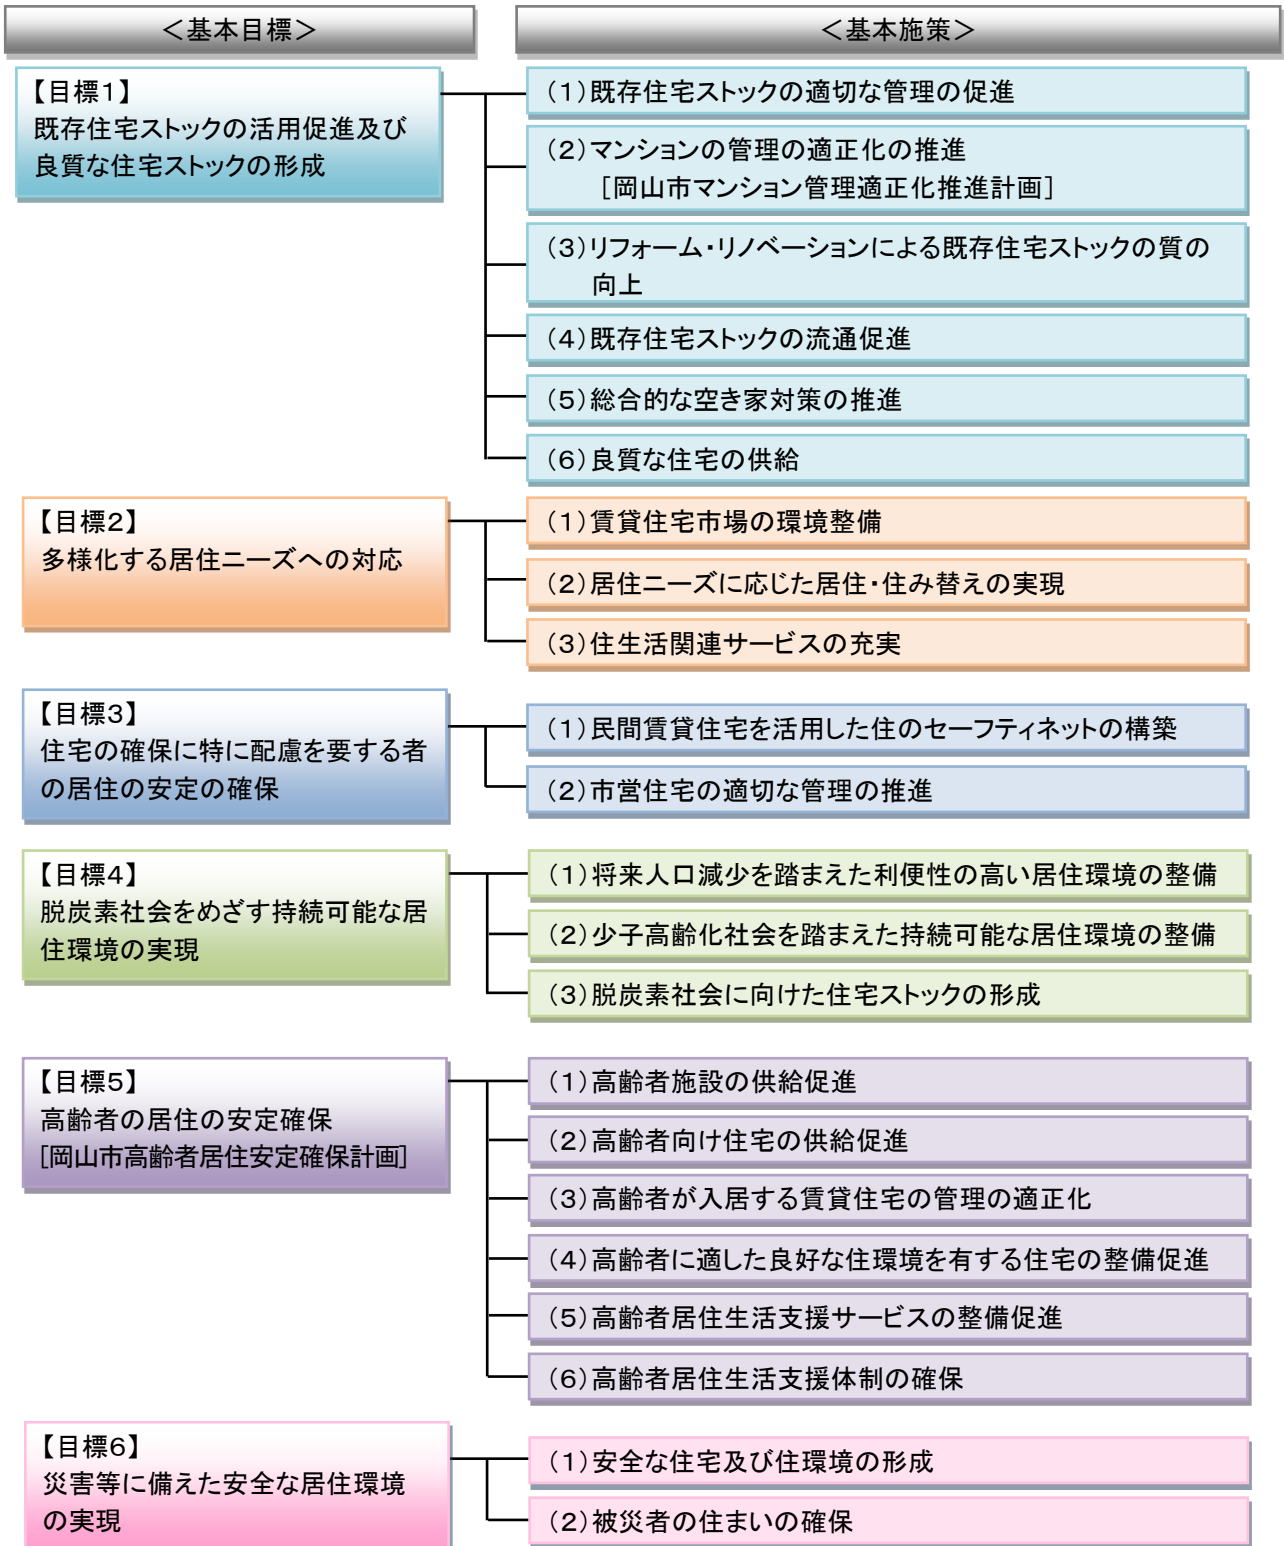 ＜基本目標＞
＜基本施策＞
【目標1】
既存住宅ストックの活用促進及び
良質な住宅ストックの形成
（1）既存住宅ストックの適切な管理の促進
（2）マンションの管理の適正化の推進
［岡山市マンション管理適正化推進計画］
（3）リフォーム・リノベーションによる既存住宅ストックの質の
向上
（4）既存住宅ストックの流通促進
（5）総合的な空き家対策の推進
（6）良質な住宅の供給
【目標2】
多様化する居住ニーズへの対応
（1）賃貸住宅市場の環境整備
（2）居住ニーズに応じた居住・住み替えの実現
（3）住生活関連サービスの充実
【目標3】
住宅の確保に特に配慮を要する者
の居住の安定の確保
（1）民間賃貸住宅を活用した住のセーフティネットの構築
（2）市営住宅の適切な管理の推進
【目標4】
脱炭素社会をめざす持続可能な居
住環境の実現
（1）将来人口減少を踏まえた利便性の高い居住環境の整備
（2）少子高齢化社会を踏まえた持続可能な居住環境の整備
（3）脱炭素社会に向けた住宅ストックの形成
【目標5】
高齢者の居住の安定確保
［岡山市高齢者居住安定確保計画］
（1）高齢者施設の供給促進
（2）高齢者向け住宅の供給促進
（3）高齢者が入居する賃貸住宅の管理の適正化
（4）高齢者に適した良好な住環境を有する住宅の整備促進
（5）高齢者居住生活支援サービスの整備促進
（6）高齢者居住生活支援体制の確保
【目標6】
災害等に備えた安全な居住環境
の実現
（1）安全な住宅及び住環境の形成
（2）被災者の住まいの確保